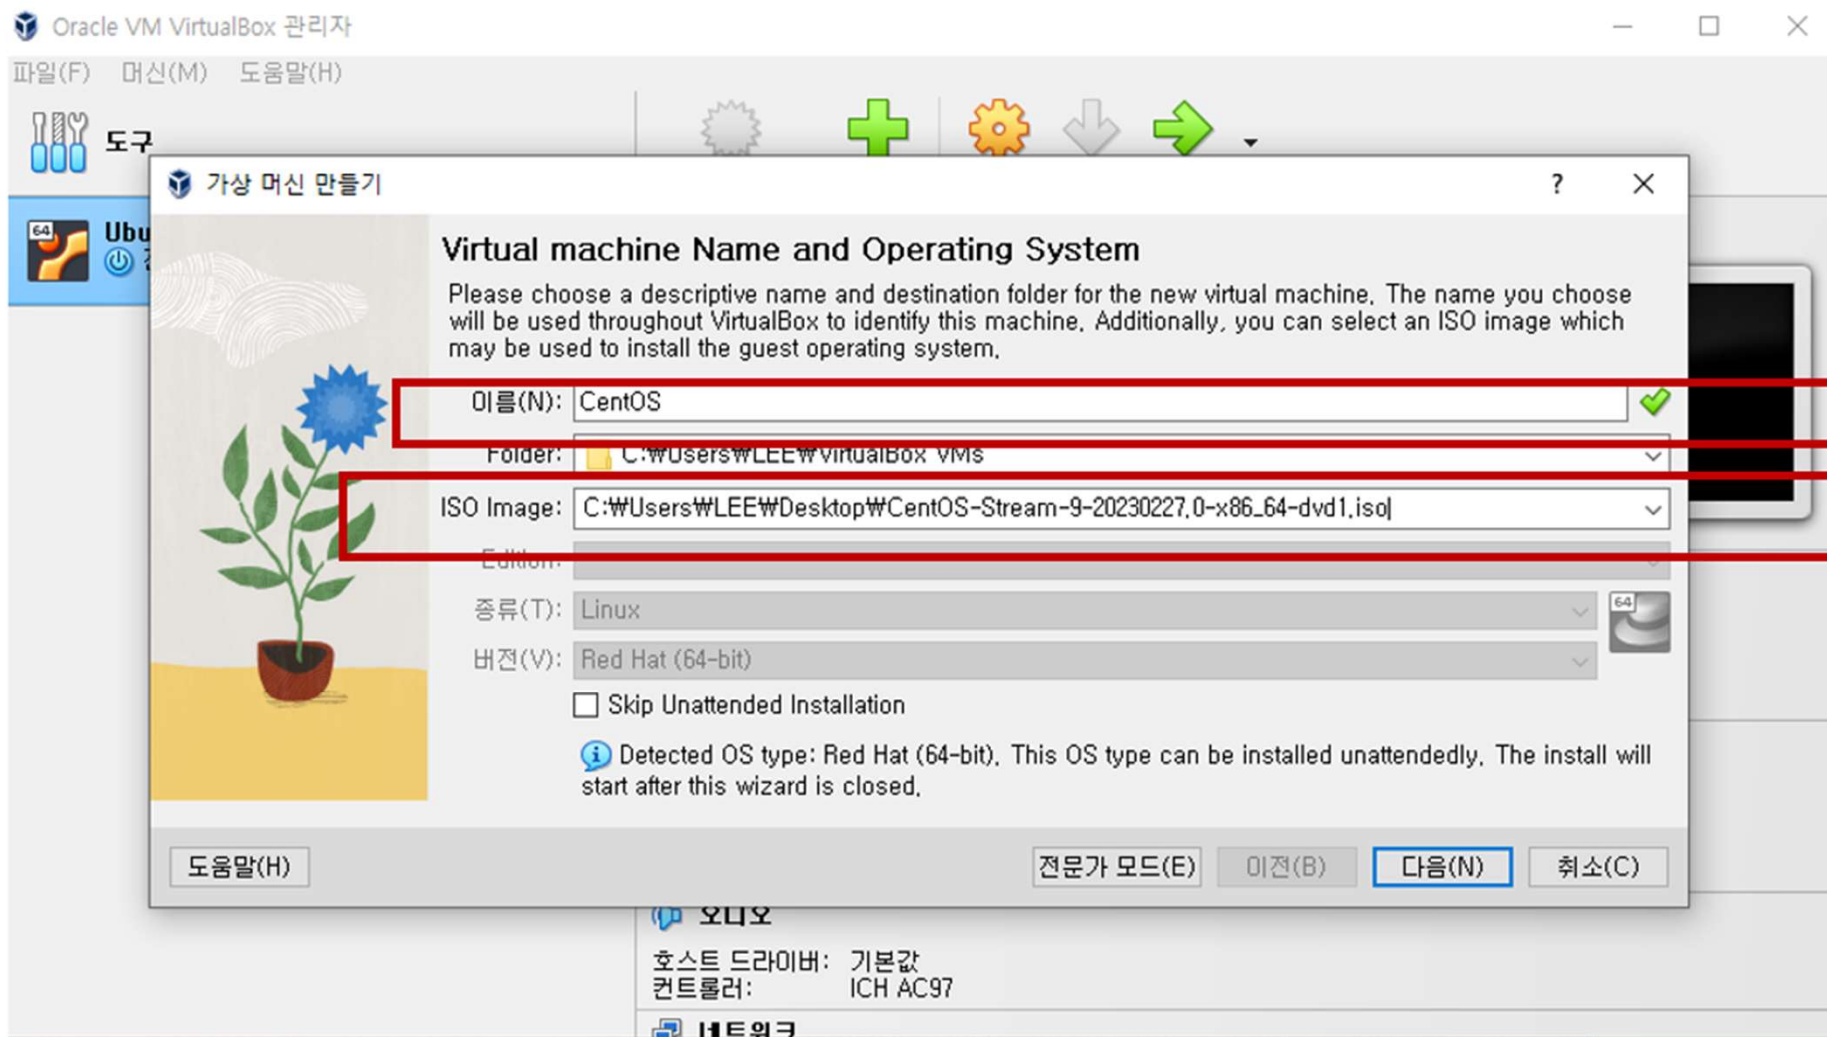 Oracle VM VirtualBox 관리자
파일(F) 머신(M) 도움말(H)
도구
가상 머신 만들기
?
64
Ubu
Virtual machine Name and Operating System
Please choose a descriptive name and destination folder for the new virtual machine. The name you choose
will be used throughout VirtualBox to identify this machine. Additionally, you can select an ISO image which
may be used to install the guest operating system.
이름(N): CentOS
Folder: C:₩Users₩LEE₩VirtualBox VMs
ISO Image: C:₩Users₩LEE₩Desktop₩CentOS-Stream-9-20230227.0-x86_64-dvd1.iso
Edition:
종류(T): Linux
64
버전(V): Red Hat (64-bit)
Skip Unattended Installation
Detected OS type: Red Hat (64-bit). This OS type can be installed unattendedly. The install will
start after this wizard is closed.
도움말(H) 전문가 모드(E) 이전(B) 다음(N) 취소(C)
오디오
호스트 드라이버: 기본값
컨트롤러: ICH AC97
네트워크